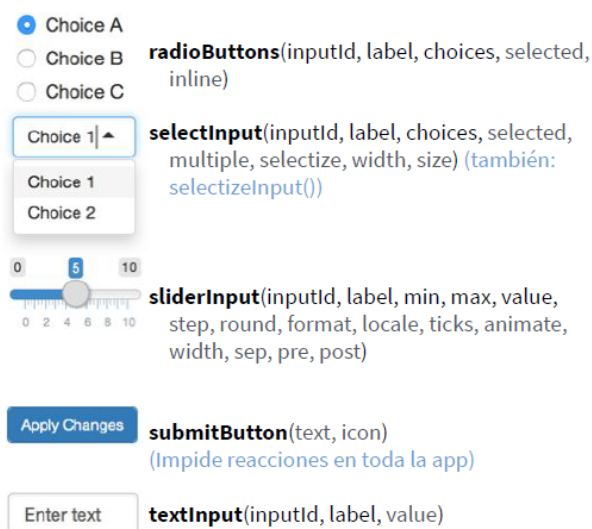 Choice A
Choice B
Choice C
radioButtons(inputId, label, choices, selected,
inline)
Choice 1
Choice 1
Choice 2
selectInput(inputId, label, choices, selected,
multiple, selectize, width, size) (también:
selectizeInput())
0 5 10
0 2 4 6 8 10
sliderInput(inputId, label, min, max, value,
step, round, format, locale, ticks, animate,
width, sep, pre, post)
Apply Changes
submitButton(text, icon)
(Impide reacciones en toda la app)
Enter text
textInput(inputId, label, value)